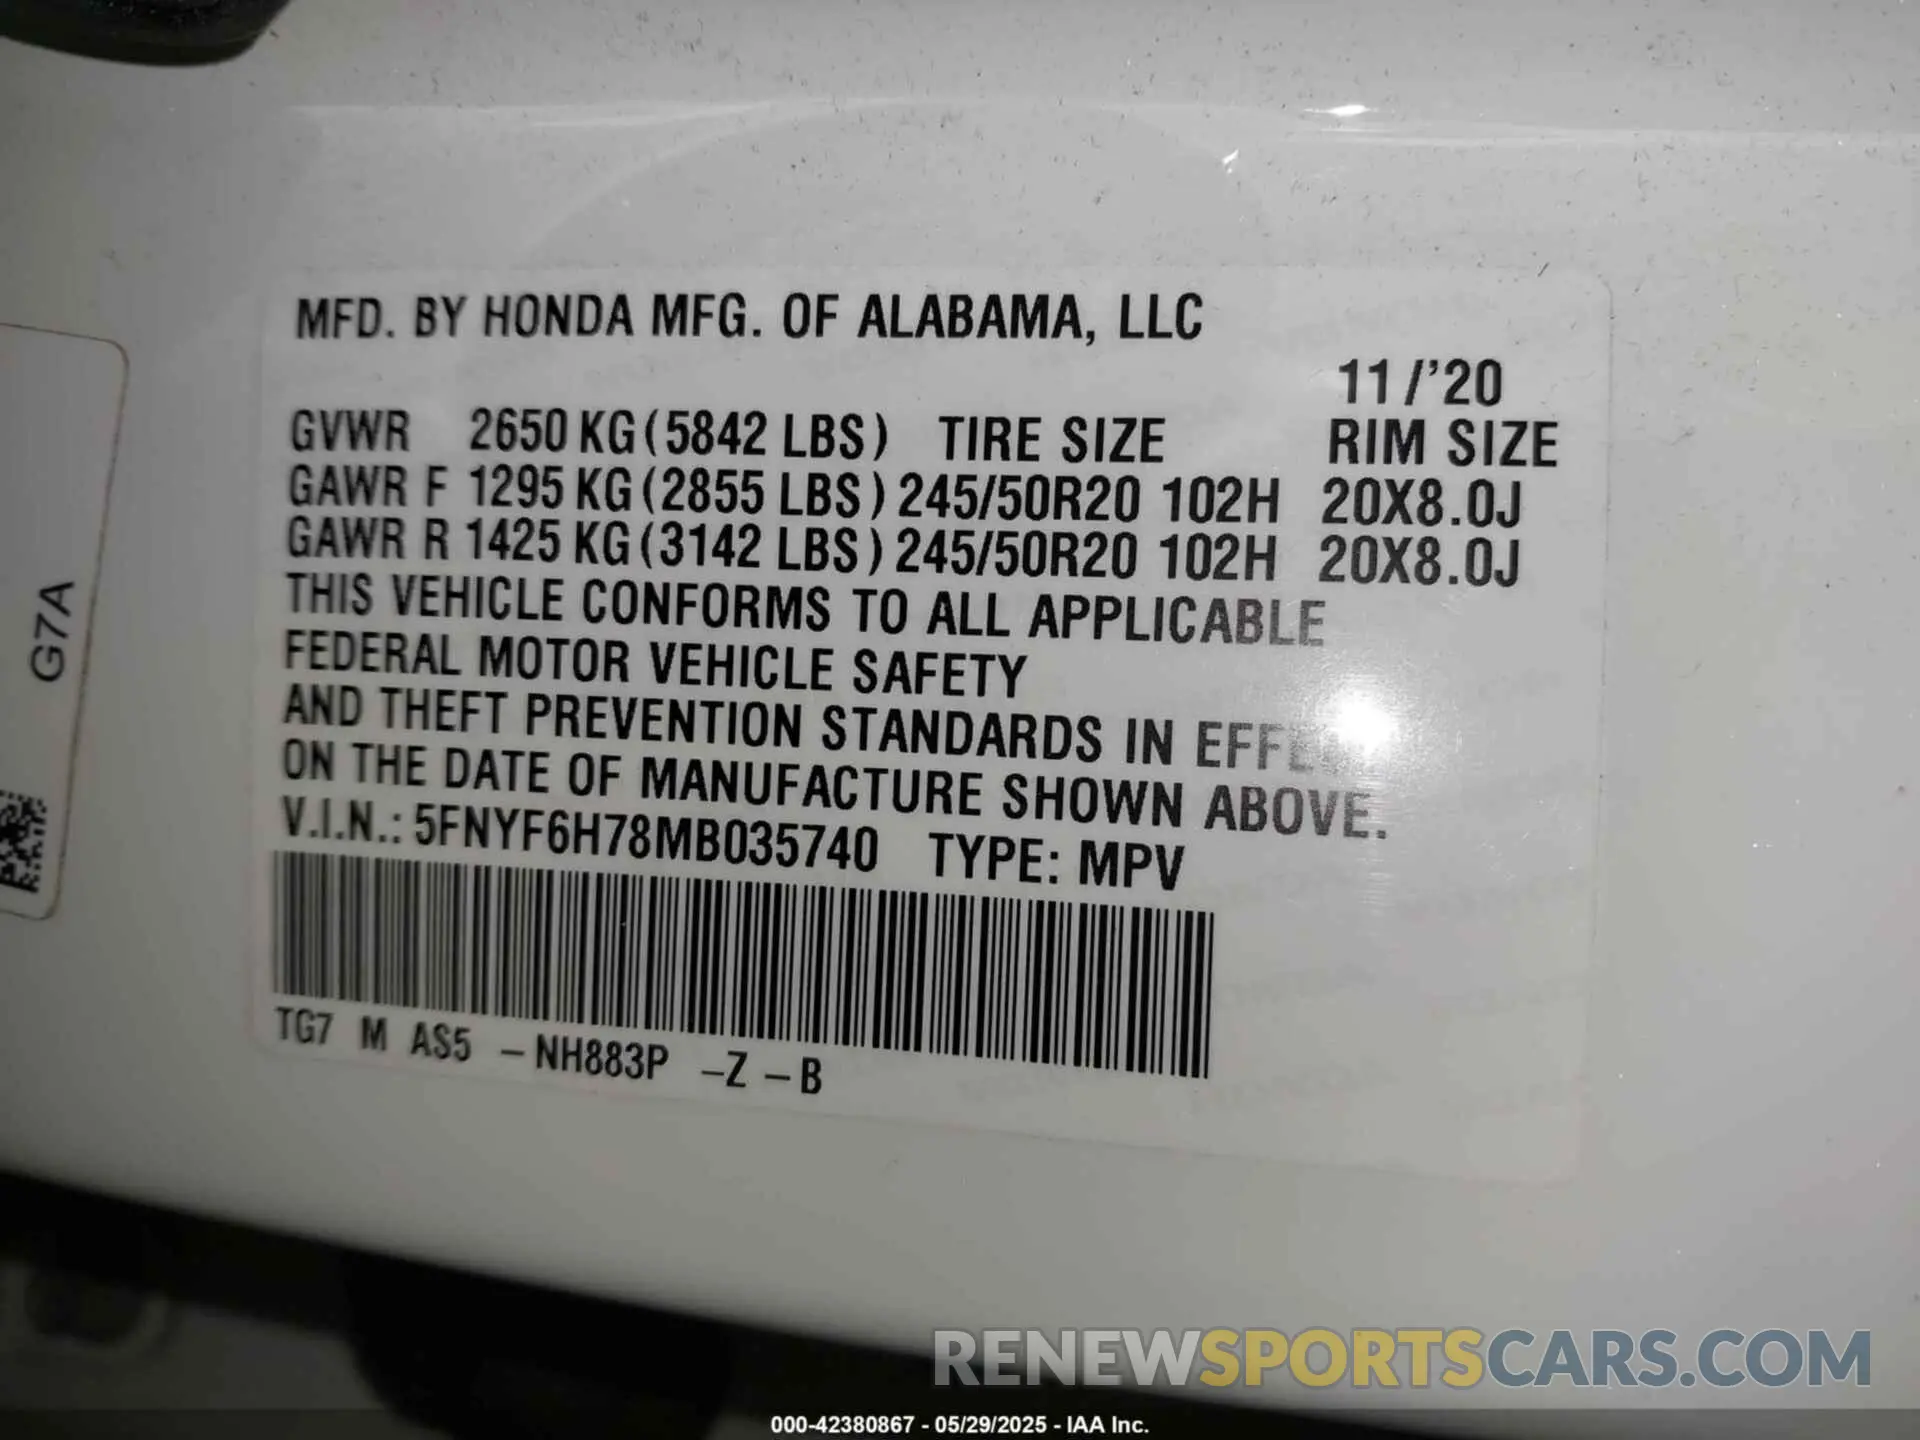 MFD. BY HONDA MFG. OF ALABAMA, LLC
11/'20
GVWR 2650 KG (5842 LBS) TIRE SIZE RIM SIZE
GAWR F 1295 KG (2855 LBS) 245/50R20 102H 20X8.0J
GAWR R 1425 KG (3142 LBS) 245/50R20 102H 20X8.0J
THIS VEHICLE CONFORMS TO ALL APPLICABLE
FEDERAL MOTOR VEHICLE SAFETY
AND THEFT PREVENTION STANDARDS IN EFFECT
ON THE DATE OF MANUFACTURE SHOWN ABOVE.
V.I.N.: 5FNYF6H78MB035740 TYPE: MPV
TG7 M AS5 -NH883P -Z -B
G7A
RENEWSPORTSCARS.COM
000-42380867 - 05/29/2025 - IAA Inc.